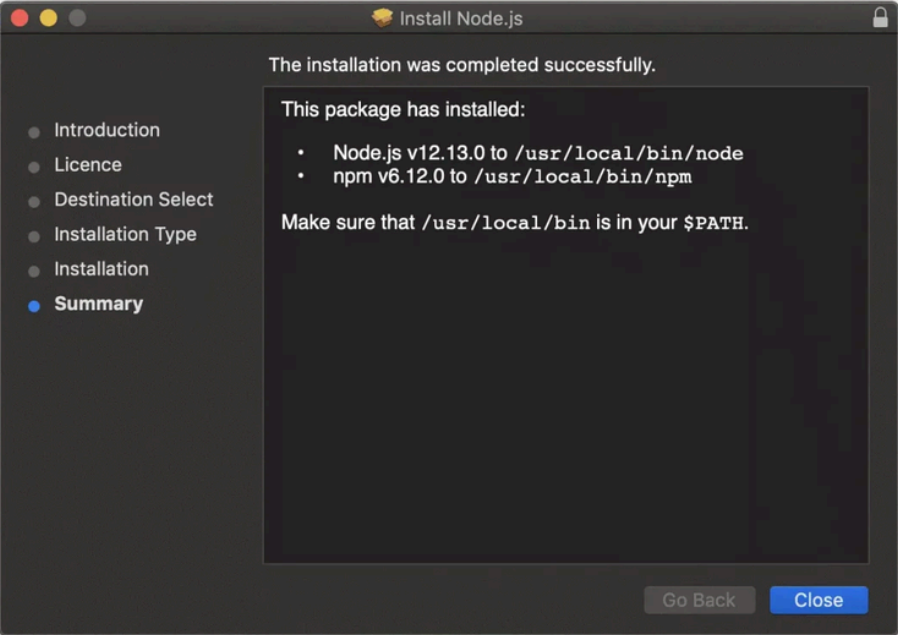 Install Node.js
The installation was completed successfully.
Introduction
Licence
Destination Select
Installation Type
Installation
Summary
This package has installed:
• Node.js v12.13.0 to /usr/local/bin/node
• npm v6.12.0 to /usr/local/bin/npm
Make sure that /usr/local/bin is in your $PATH.
Go Back
Close